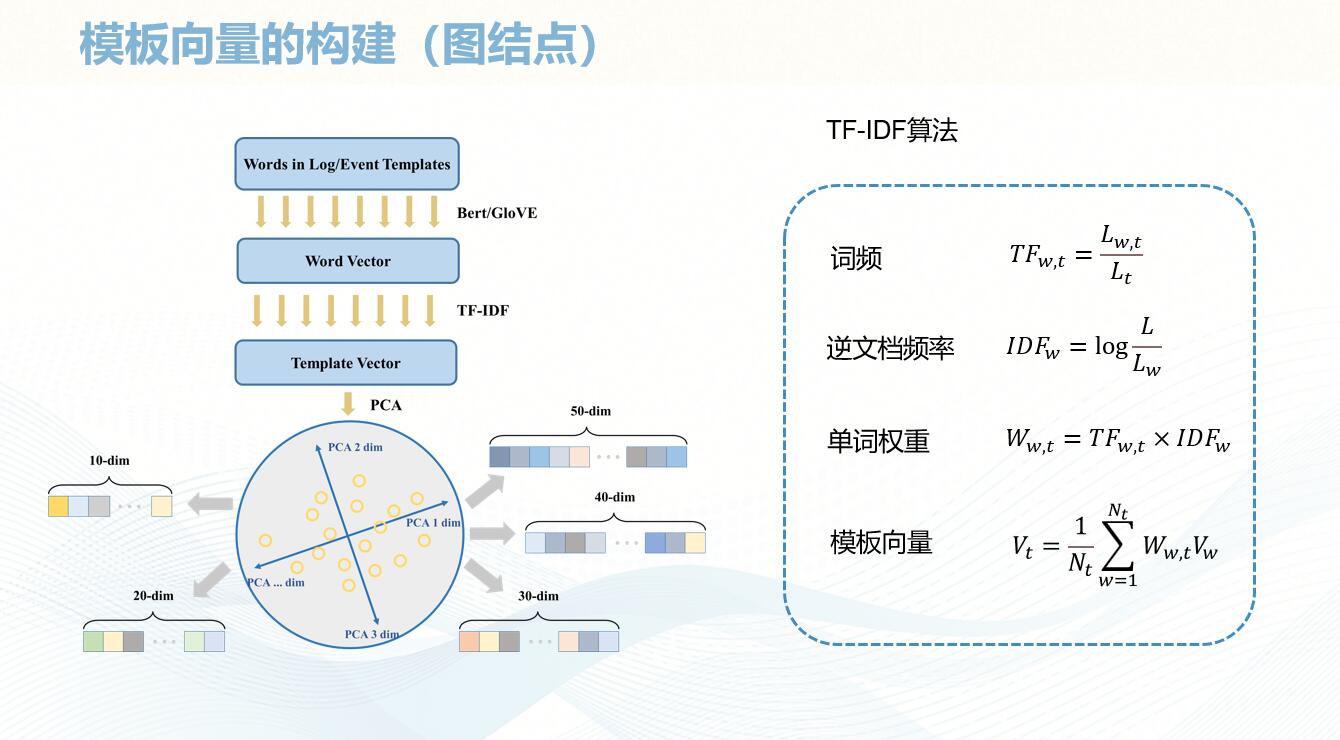 模板向量的构建（图结点）
Words in Log/Event Templates
Bert/GloVE
Word Vector
TF-IDF
Template Vector
PCA
50-dim
PCA 2 dim
10-dim
40-dim
PCA 1 dim
PCA ... dim
20-dim
30-dim
PCA 3 dim
TF-IDF算法
词频 TF_{w,t} = \frac{L_{w,t}}{L_t}
逆文档频率 IDF_w = log \frac{L}{L_w}
单词权重 W_{w,t} = TF_{w,t} × IDF_w
模板向量 V_t = \frac{1}{N_t} \sum_{w=1}^{N_t} W_{w,t}V_w